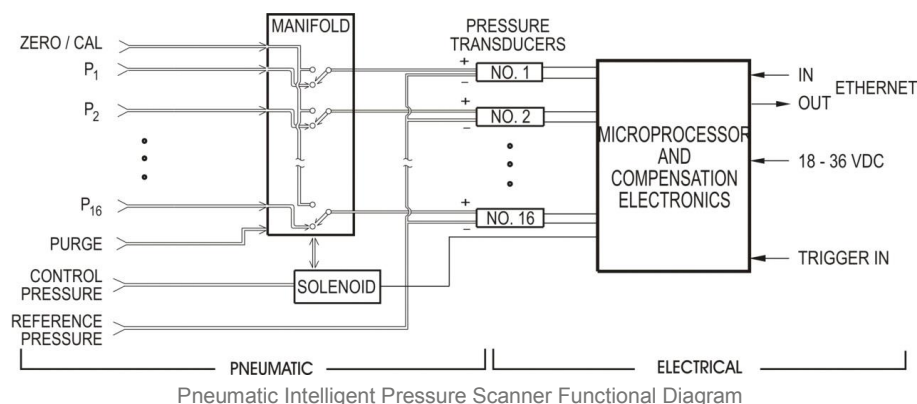 MANIFOLD
PRESSURE
TRANSDUCERS
ZERO / CAL
P1
P2
P16
PURGE
CONTROL
PRESSURE
REFERENCE
PRESSURE
SOLENOID
+
NO. 1
−
+
NO. 2
−
+
NO. 16
−
MICROPROCESSOR
AND
COMPENSATION
ELECTRONICS
IN
OUT
ETHERNET
18 - 36 VDC
TRIGGER IN
PNEUMATIC
ELECTRICAL
Pneumatic Intelligent Pressure Scanner Functional Diagram